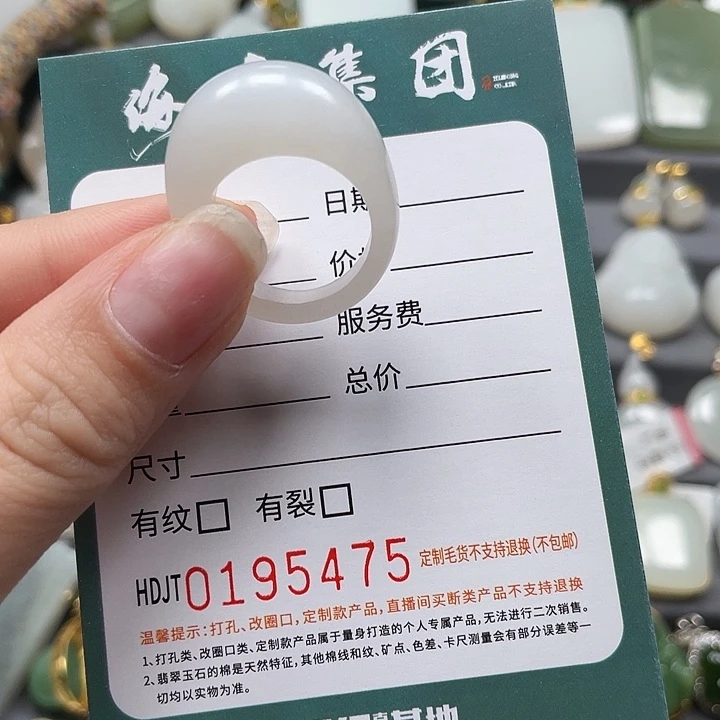 海 集团
日期
价
服务费
总价
尺寸
有纹□ 有裂□
HDJT0195475 定制毛货不支持退换(不包邮)
温馨提示:打孔、改圈口,定制款产品,直播间买断类产品不支持退换
1、打孔类、改圈口类、定制款产品属于量身打造的个人专属产品,无法进行二次销售。
2、翡翠玉石的棉是天然特征,其他棉线和纹、矿点、色差、卡尺测量会有部分误差等一
切均以实物为准。
基地